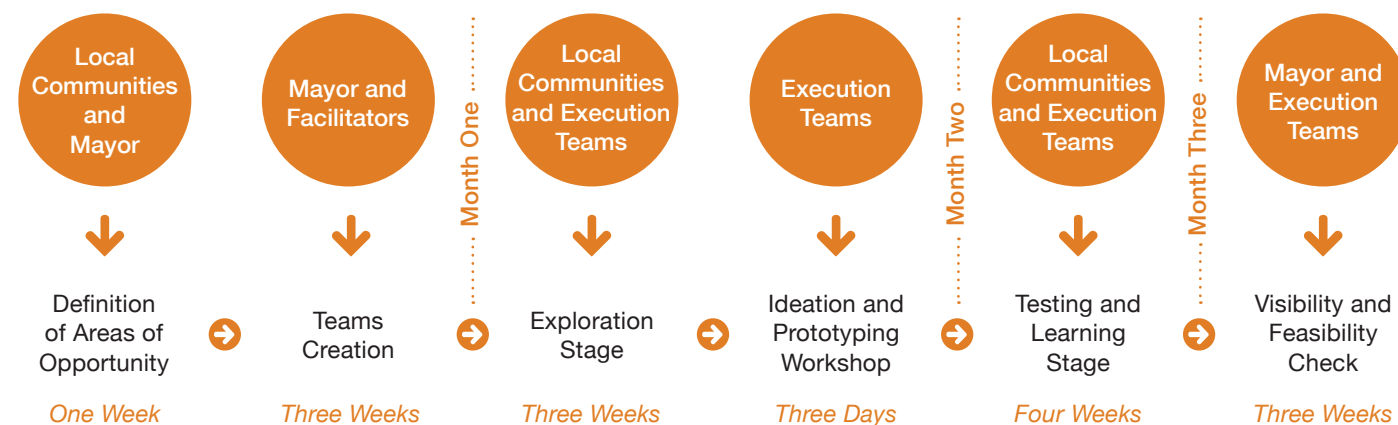 Local
Communities
and
Mayor
Mayor and
Facilitators
Month One
Local
Communities
and Execution
Teams
Execution
Teams
Month Two
Local
Communities
and Execution
Teams
Month Three
Mayor and
Execution
Teams
Definition
of Areas of
Opportunity
Teams
Creation
Exploration
Stage
Ideation and
Prototyping
Workshop
Testing and
Learning
Stage
Visibility and
Feasibility
Check
One Week
Three Weeks
Three Weeks
Three Days
Four Weeks
Three Weeks